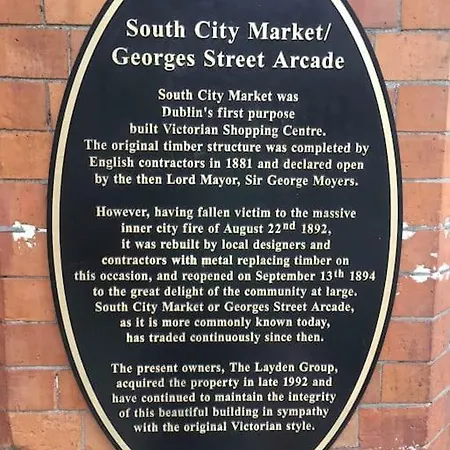 South City Market/
Georges Street Arcade
South City Market was
Dublin's first purpose
built Victorian Shopping Centre.
The original timber structure was completed by
English contractors in 1881 and declared open
by the then Lord Mayor, Sir George Moyers.
However, having fallen victim to the massive
inner city fire of August 22nd 1892,
it was rebuilt by local designers and
contractors with metal replacing timber on
this occasion, and reopened on September 13th 1894
to the great delight of the community at large.
South City Market or Georges Street Arcade,
as it is more commonly known today,
has traded continuously since then.
The present owners, The Layden Group,
acquired the property in late 1992 and
have continued to maintain the integrity
of this beautiful building in sympathy
with the original Victorian style.